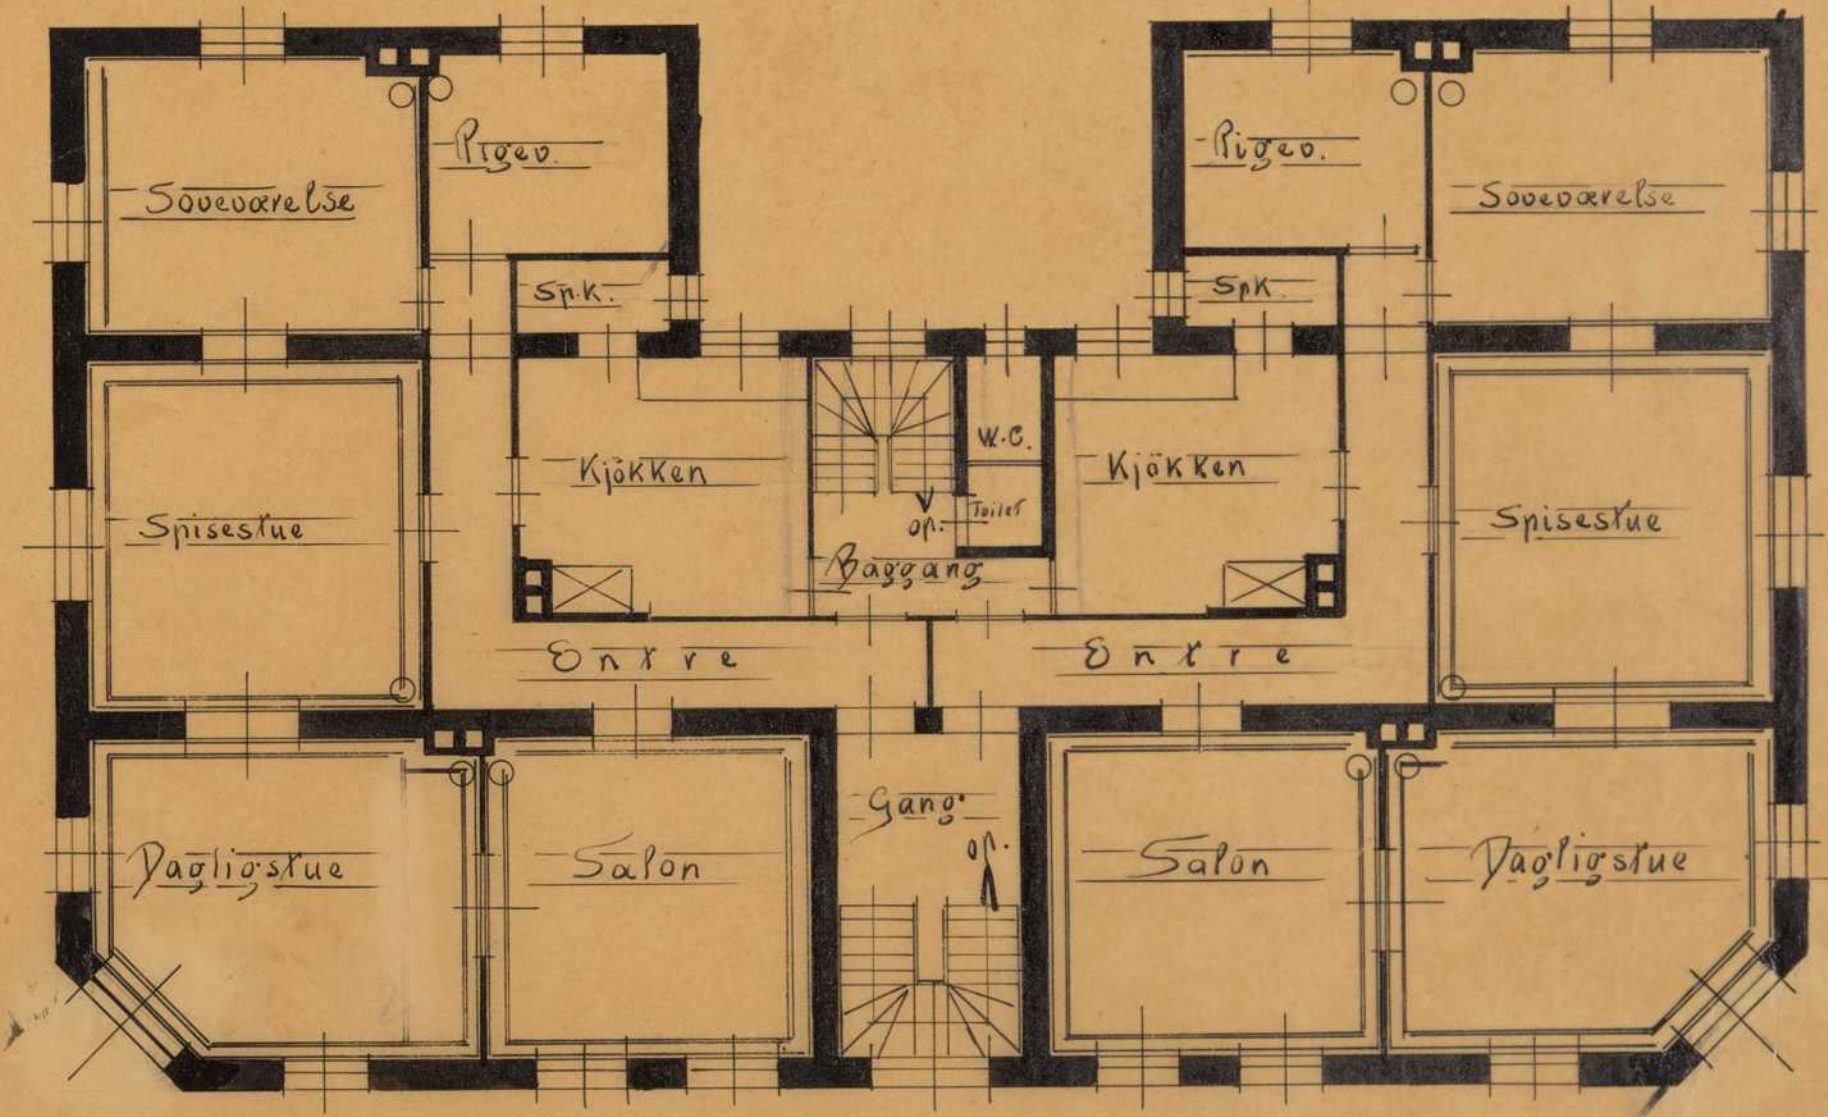 Pigev.
Pigev.
Soveværelse
Soveværelse
Sp.k.
Spk.
W.C.
Kjökken
Kjökken
Toilet
Spisestue
op.
Spisestue
Baggang
Entre
Entre
Gang
op.
Dagligstue
Salon
Salon
Dagligstue